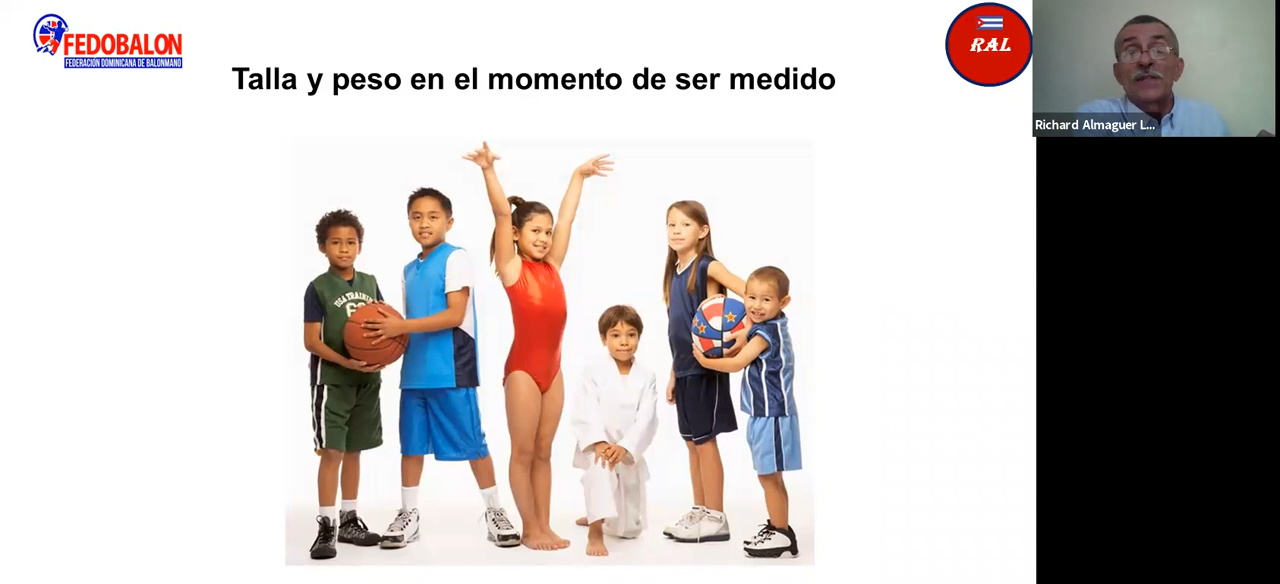 FEDOBALON
FEDERACIÓN DOMINICANA DE BALONMANO
Talla y peso en el momento de ser medido
RAL
Richard Almaguer L...
USA TRAINING